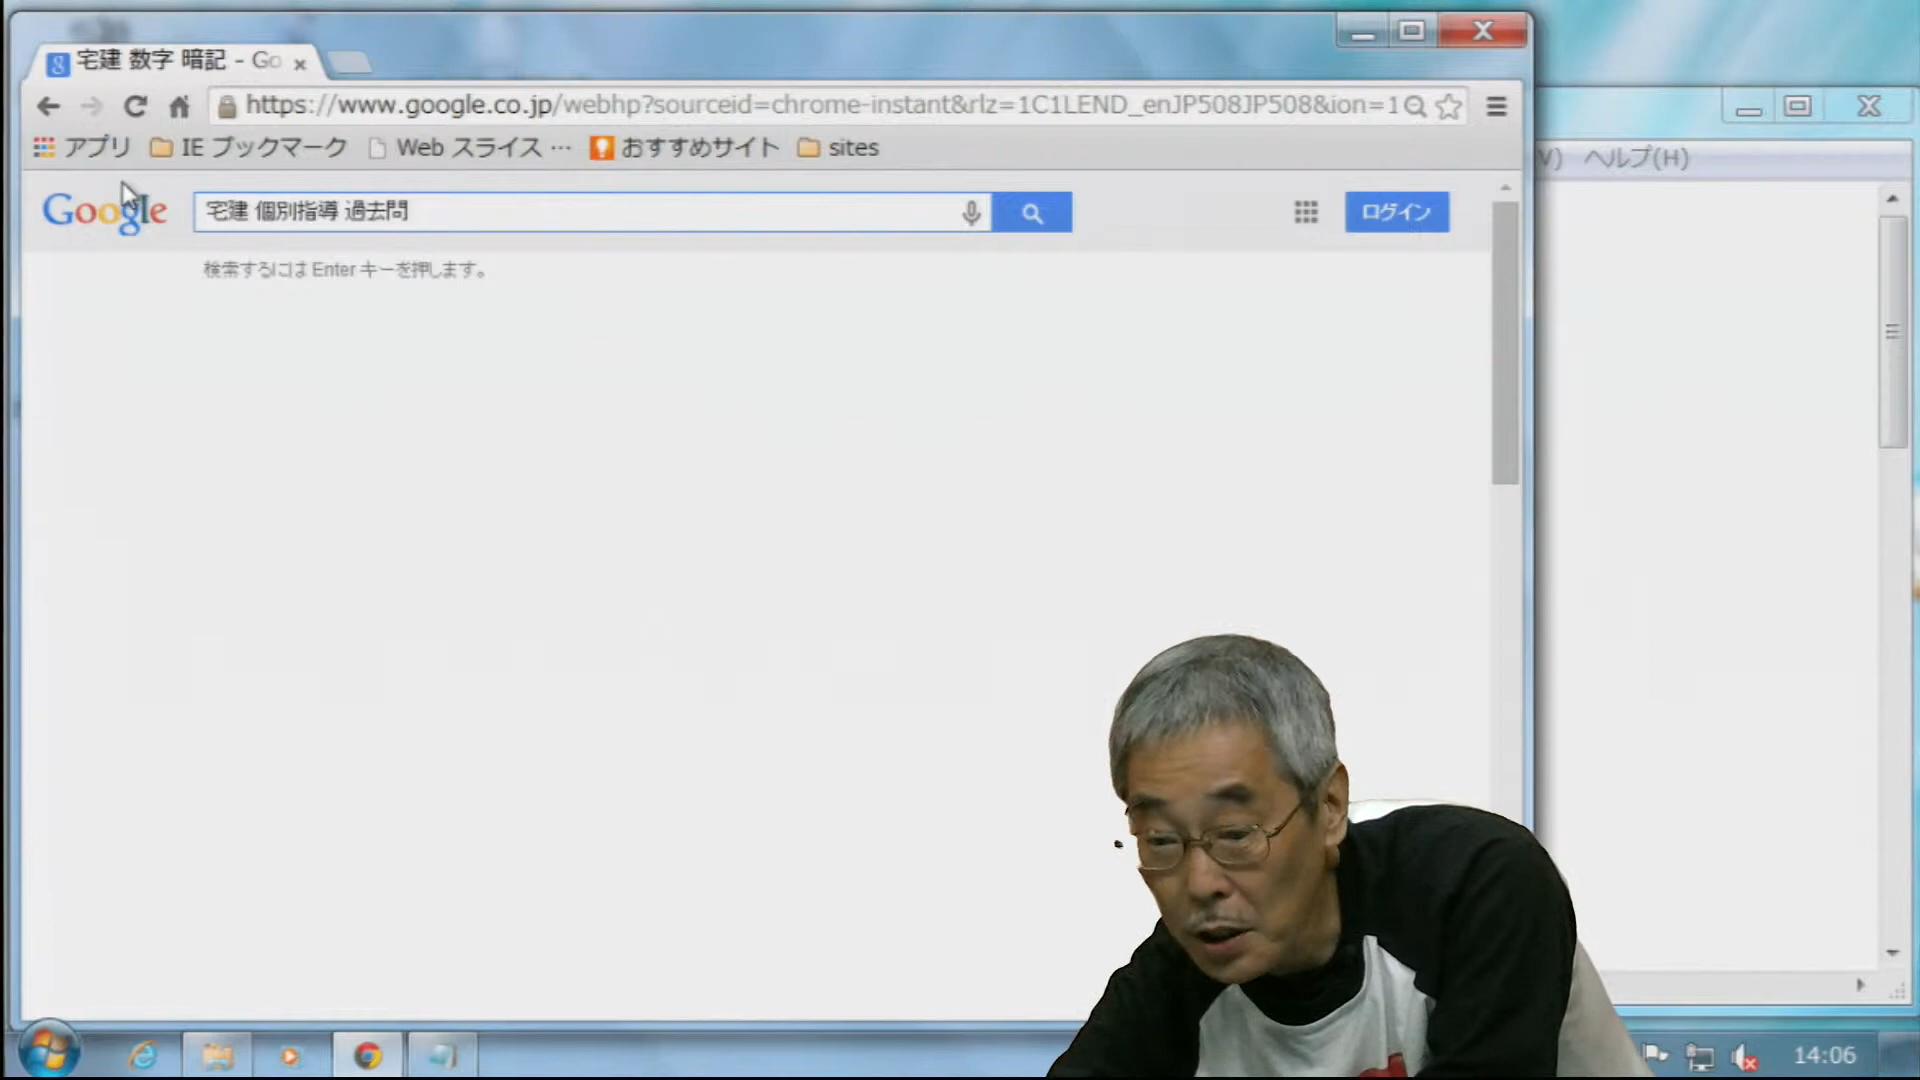 宅建 数字 暗記 - Go
https://www.google.co.jp/webhp?sourceid=chrome-instant&rlz=1C1LEND_enJP508JP508&ion=1
アプリ IE ブックマーク Web スライス … おすすめサイト sites
V) ヘルプ(H)
Google 宅建 個別指導 過去問 ログイン
検索するには Enter キーを押します。
14:06